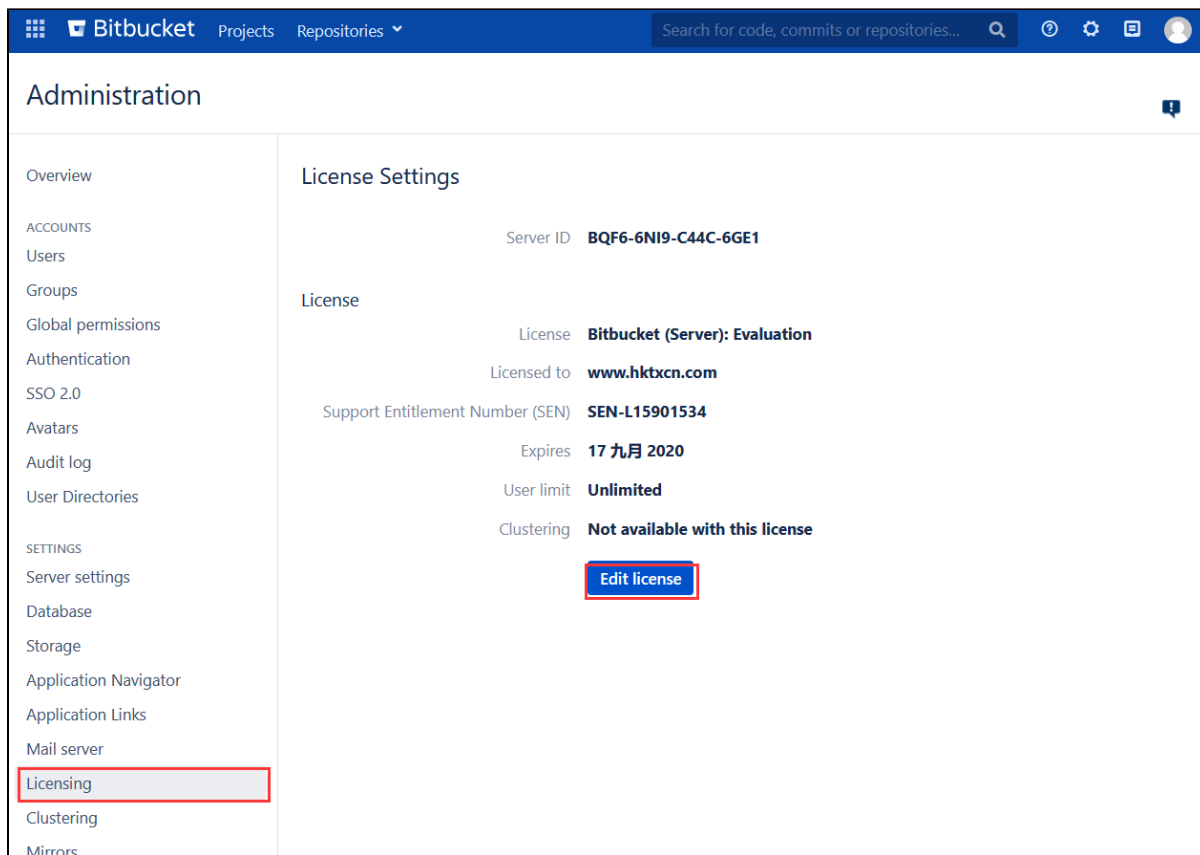 Bitbucket Projects Repositories Search for code, commits or repositories...
Administration
Overview
ACCOUNTS
Users
Groups
Global permissions
Authentication
SSO 2.0
Avatars
Audit log
User Directories
SETTINGS
Server settings
Database
Storage
Application Navigator
Application Links
Mail server
Licensing
Clustering
Mirrors
License Settings
Server ID BQF6-6NI9-C44C-6GE1
License
License Bitbucket (Server): Evaluation
Licensed to www.hktxcn.com
Support Entitlement Number (SEN) SEN-L15901534
Expires 17 九月 2020
User limit Unlimited
Clustering Not available with this license
Edit license